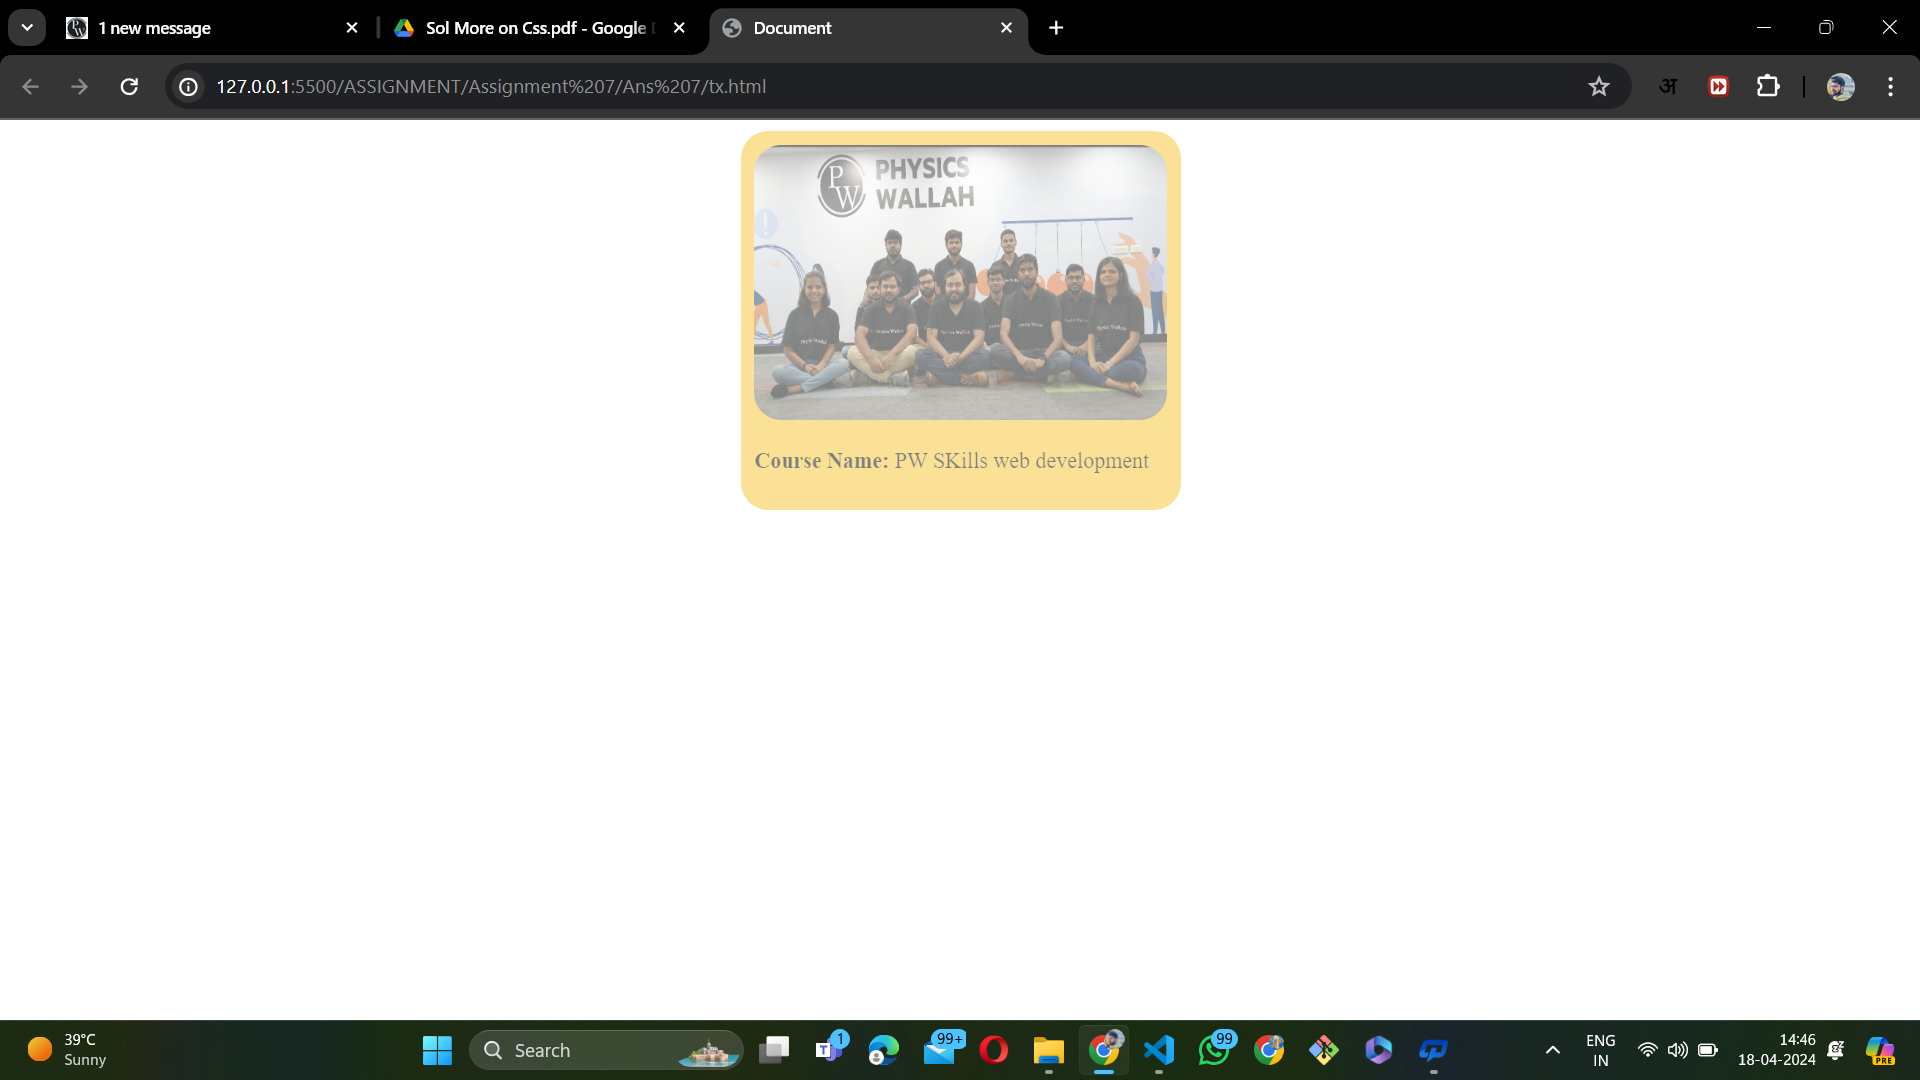 1 new message
Sol More on Css.pdf - Google
Document
127.0.0.1:5500/ASSIGNMENT/Assignment%207/Ans%207/tx.html
अ
PW
PHYSICS
WALLAH
Course Name: PW SKills web development
39°C
Sunny
Search
1
99+
99
ENG
IN
14:46
18-04-2024
PRE